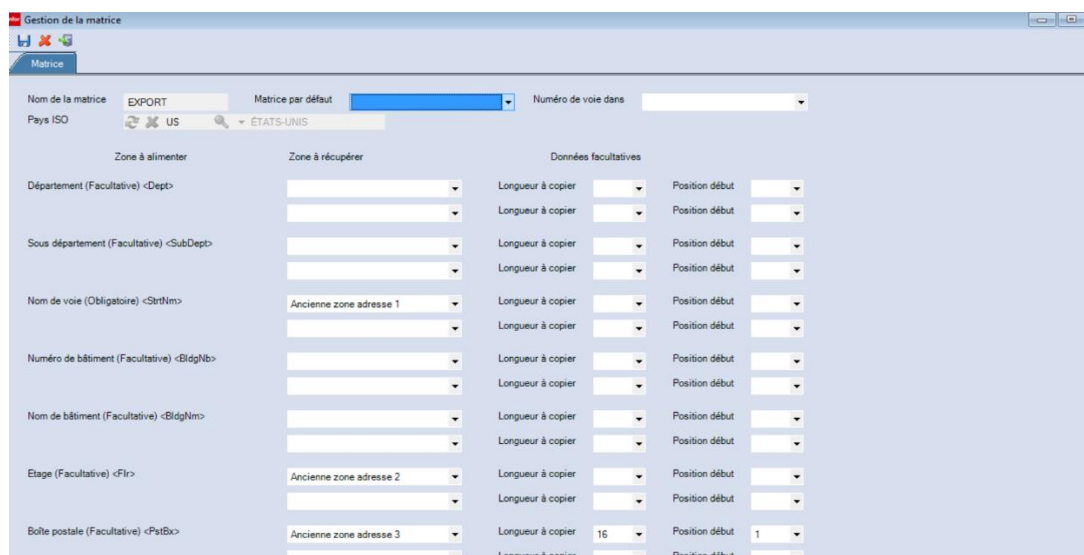 Gestion de la matrice
Matrice
Nom de la matrice EXPORT Matrice par défaut Numéro de voie dans
Pays ISO US ÉTATS-UNIS
Zone à alimenter Zone à récupérer Données facultatives
Département (Facultative) <Dept> Longueur à copier Position début
Longueur à copier Position début
Sous département (Facultative) <SubDept> Longueur à copier Position début
Longueur à copier Position début
Nom de voie (Obligatoire) <StrtNm> Ancienne zone adresse 1 Longueur à copier Position début
Longueur à copier Position début
Numéro de bâtiment (Facultative) <BldgNb> Longueur à copier Position début
Longueur à copier Position début
Nom de bâtiment (Facultative) <BldgNm> Longueur à copier Position début
Longueur à copier Position début
Etage (Facultative) <Flr> Ancienne zone adresse 2 Longueur à copier Position début
Longueur à copier Position début
Boîte postale (Facultative) <PstBx> Ancienne zone adresse 3 Longueur à copier 16 Position début 1
Longueur à copier Position début